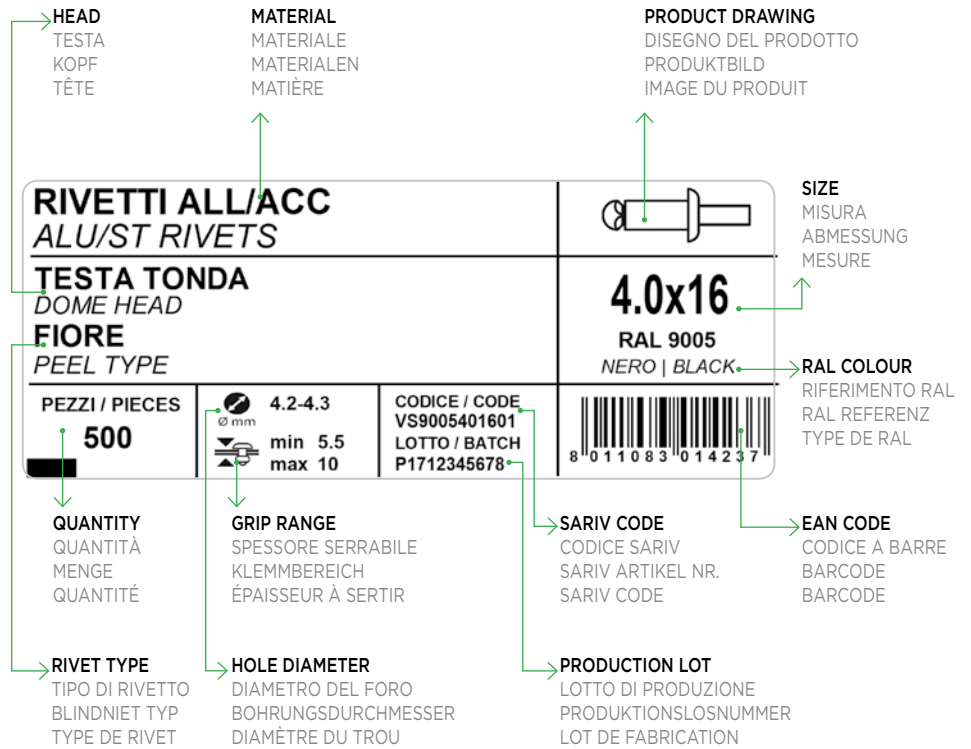 HEAD
TESTA
KOPF
TÊTE
MATERIAL
MATERIALE
MATERIALEN
MATIÈRE
PRODUCT DRAWING
DISEGNO DEL PRODOTTO
PRODUKTBILD
IMAGE DU PRODUIT
RIVETTI ALL/ACC
ALU/ST RIVETS
TESTA TONDA
DOME HEAD
FIORE
PEEL TYPE
4.0x16
RAL 9005
NERO | BLACK
SIZE
MISURA
ABMESSUNG
MESURE
RAL COLOUR
RIFERIMENTO RAL
RAL REFERENZ
TYPE DE RAL
PEZZI / PIECES
500
4.2-4.3
Ø mm
min 5.5
max 10
CODICE / CODE
VS9005401601
LOTTO / BATCH
P1712345678
8 011083 014237
QUANTITY
QUANTITÀ
MENGE
QUANTITÉ
GRIP RANGE
SPESSORE SERRABILE
KLEMMBEREICH
ÉPAISSEUR À SERTIR
SARIV CODE
CODICE SARIV
SARIV ARTIKEL NR.
SARIV CODE
EAN CODE
CODICE A BARRE
BARCODE
BARCODE
RIVET TYPE
TIPO DI RIVETTO
BLINDNIET TYP
TYPE DE RIVET
HOLE DIAMETER
DIAMETRO DEL FORO
BOHRUNGSDURCHMESSER
DIAMÈTRE DU TROU
PRODUCTION LOT
LOTTO DI PRODUZIONE
PRODUKTIONSLOSNUMMER
LOT DE FABRICATION